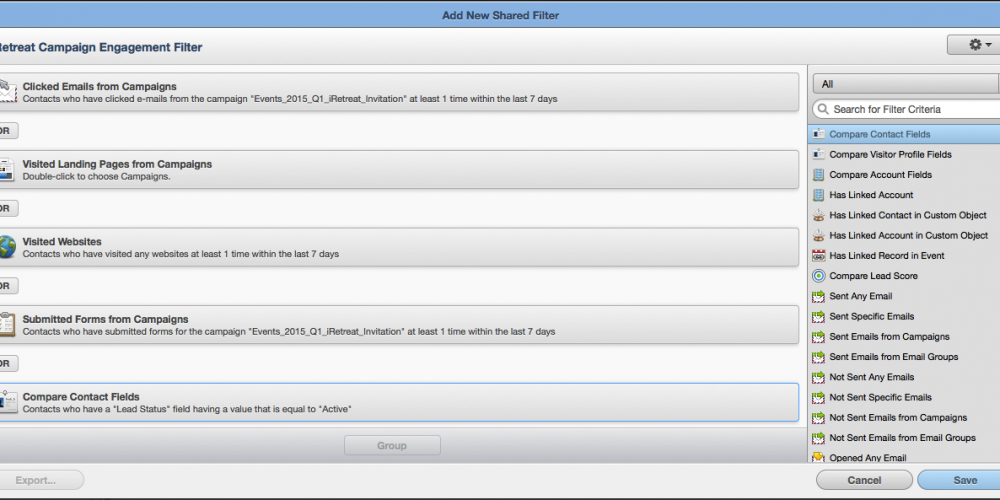 Add New Shared Filter
etreat Campaign Engagement Filter
Clicked Emails from Campaigns
Contacts who have clicked e-mails from the campaign "Events_2015_Q1_iRetreat_Invitation" at least 1 time within the last 7 days
OR
Visited Landing Pages from Campaigns
Double-click to choose Campaigns.
OR
Visited Websites
Contacts who have visited any websites at least 1 time within the last 7 days
OR
Submitted Forms from Campaigns
Contacts who have submitted forms for the campaign "Events_2015_Q1_iRetreat_Invitation" at least 1 time within the last 7 days
OR
Compare Contact Fields
Contacts who have a "Lead Status" field having a value that is equal to "Active"
Group
All
Search for Filter Criteria
Compare Contact Fields
Compare Visitor Profile Fields
Compare Account Fields
Has Linked Account
Has Linked Contact in Custom Object
Has Linked Account in Custom Object
Has Linked Record in Event
Compare Lead Score
Sent Any Email
Sent Specific Emails
Sent Emails from Campaigns
Sent Emails from Email Groups
Not Sent Any Emails
Not Sent Specific Emails
Not Sent Emails from Campaigns
Not Sent Emails from Email Groups
Opened Any Email
Export...
Cancel
Save